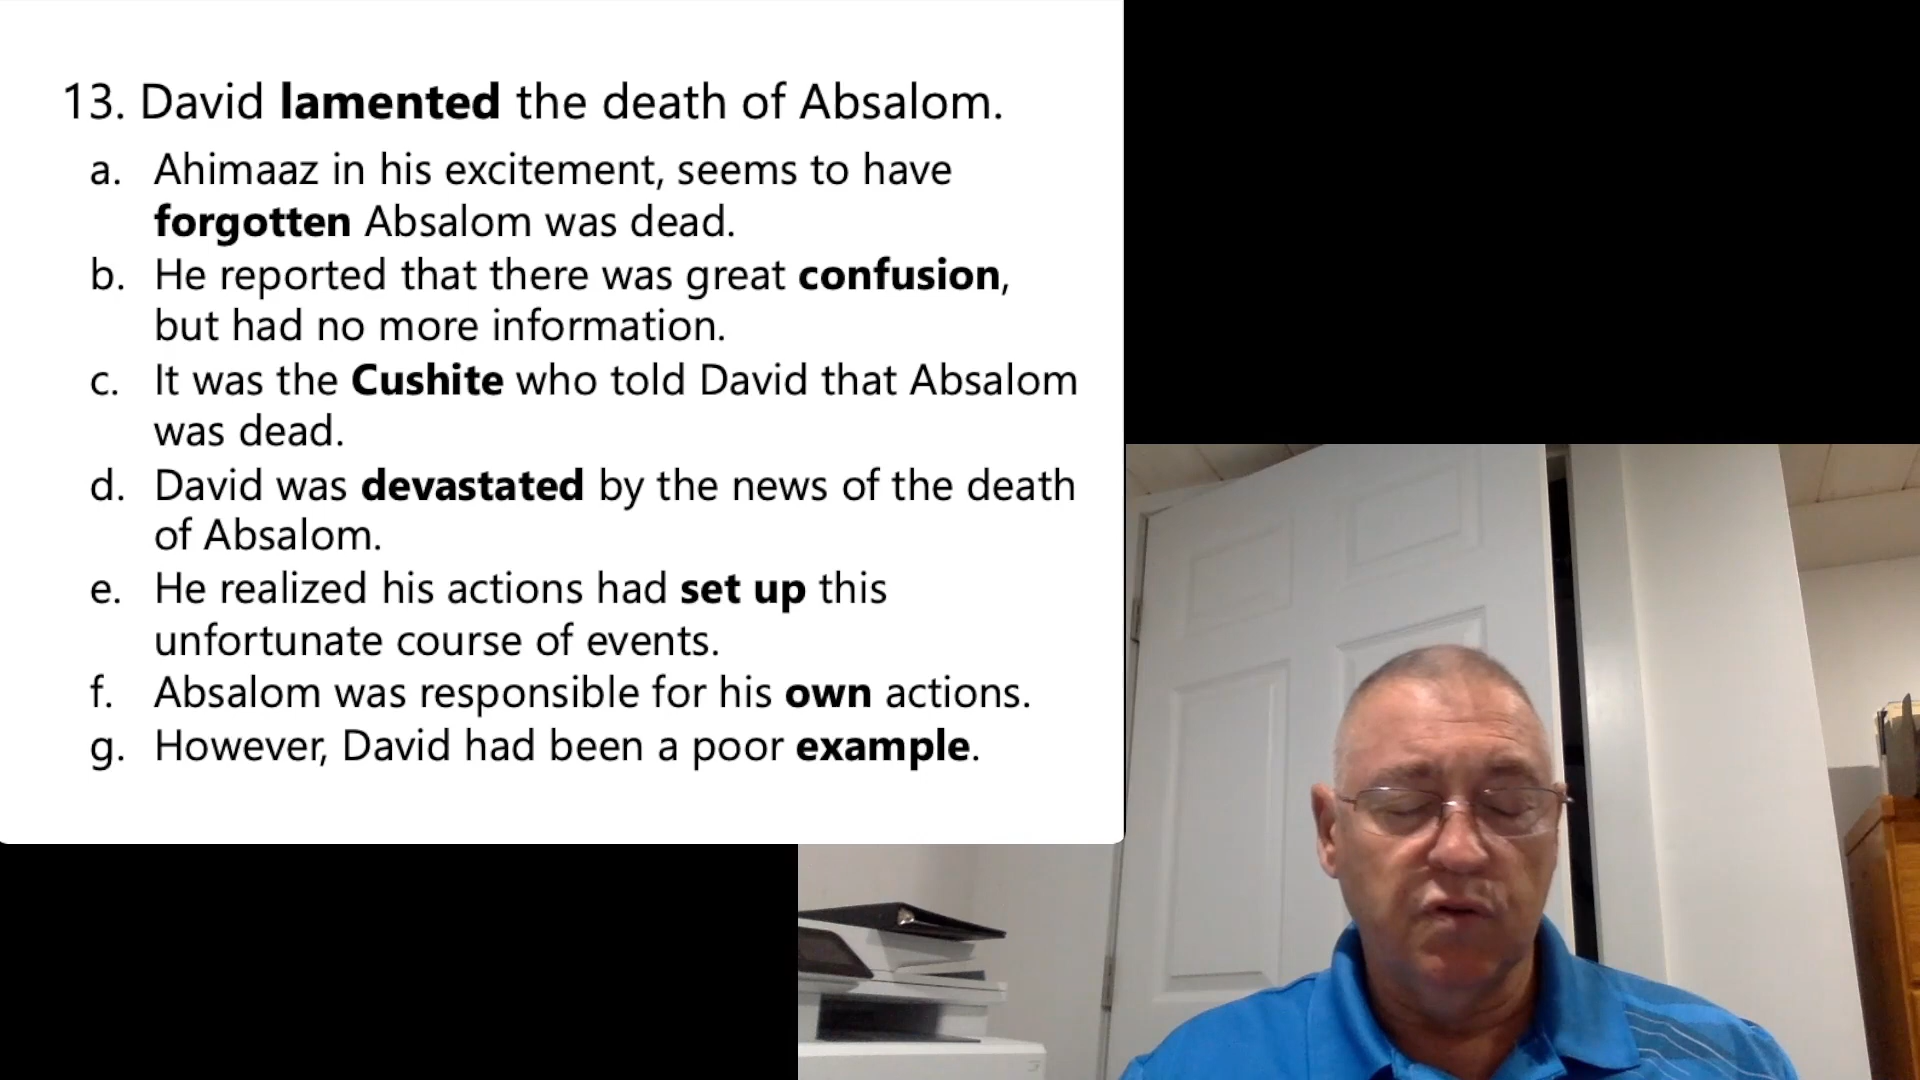 13. David lamented the death of Absalom.
a. Ahimaaz in his excitement, seems to have
forgotten Absalom was dead.
b. He reported that there was great confusion,
but had no more information.
c. It was the Cushite who told David that Absalom
was dead.
d. David was devastated by the news of the death
of Absalom.
e. He realized his actions had set up this
unfortunate course of events.
f. Absalom was responsible for his own actions.
g. However, David had been a poor example.